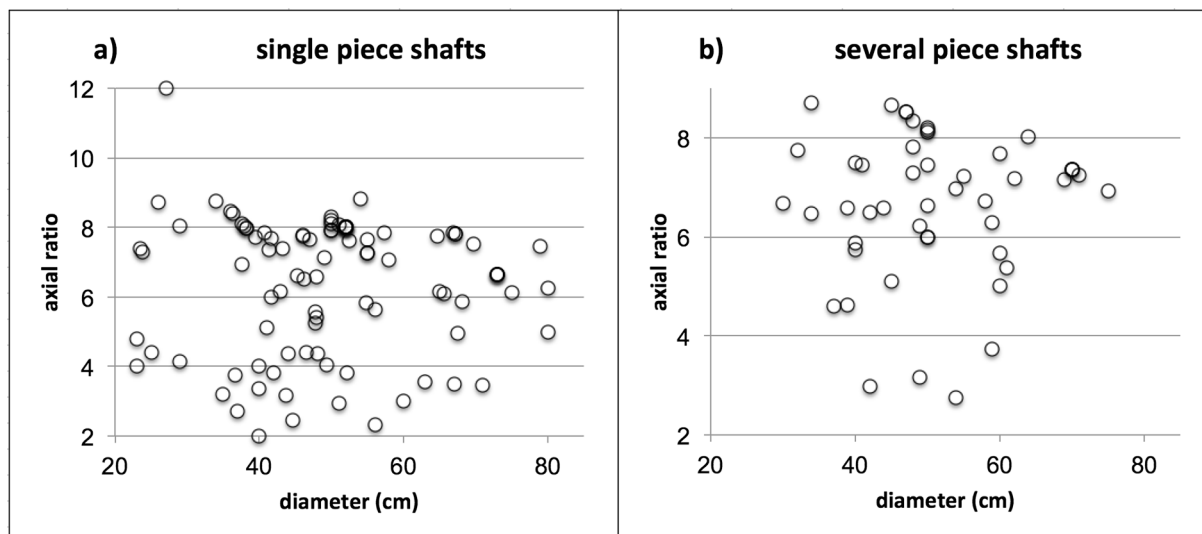 a) single piece shafts
12
10
8
6
4
2
axial ratio
20 40 60 80
diameter (cm)
b) several piece shafts
8
6
4
2
axial ratio
20 40 60 80
diameter (cm)